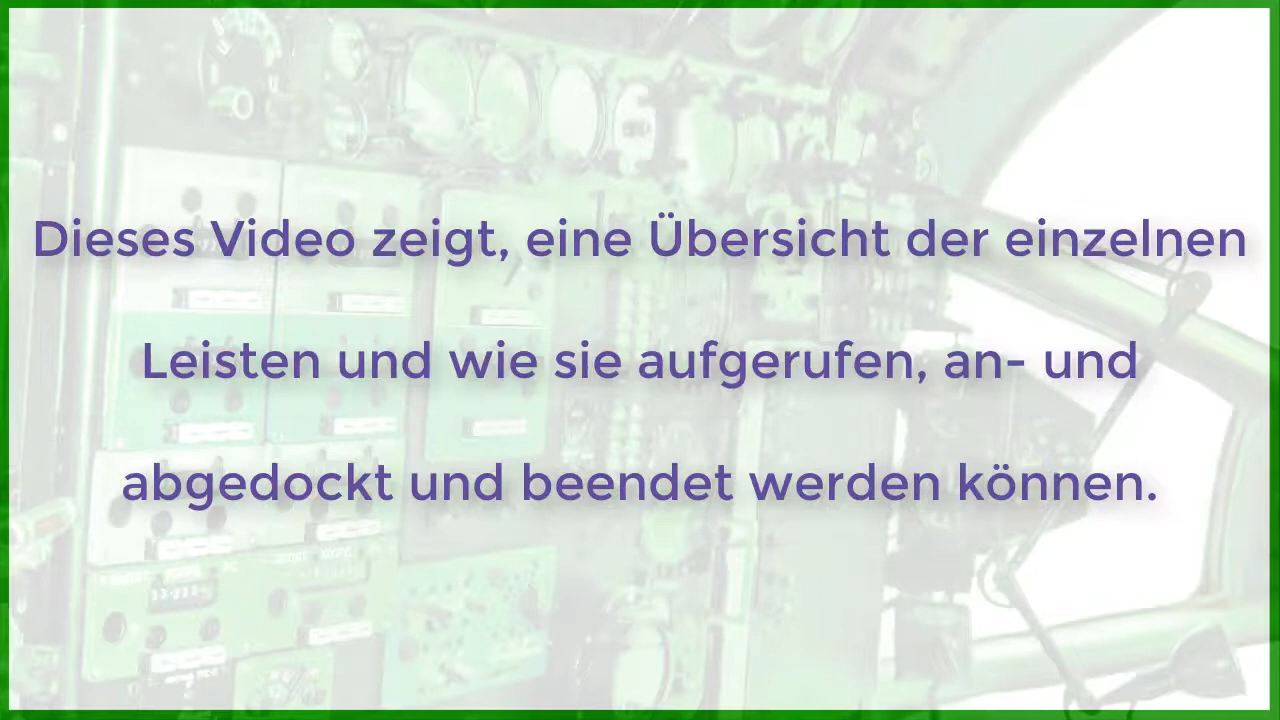 Dieses Video zeigt, eine Übersicht der einzelnen
Leisten und wie sie aufgerufen, an- und
abgedockt und beendet werden können.